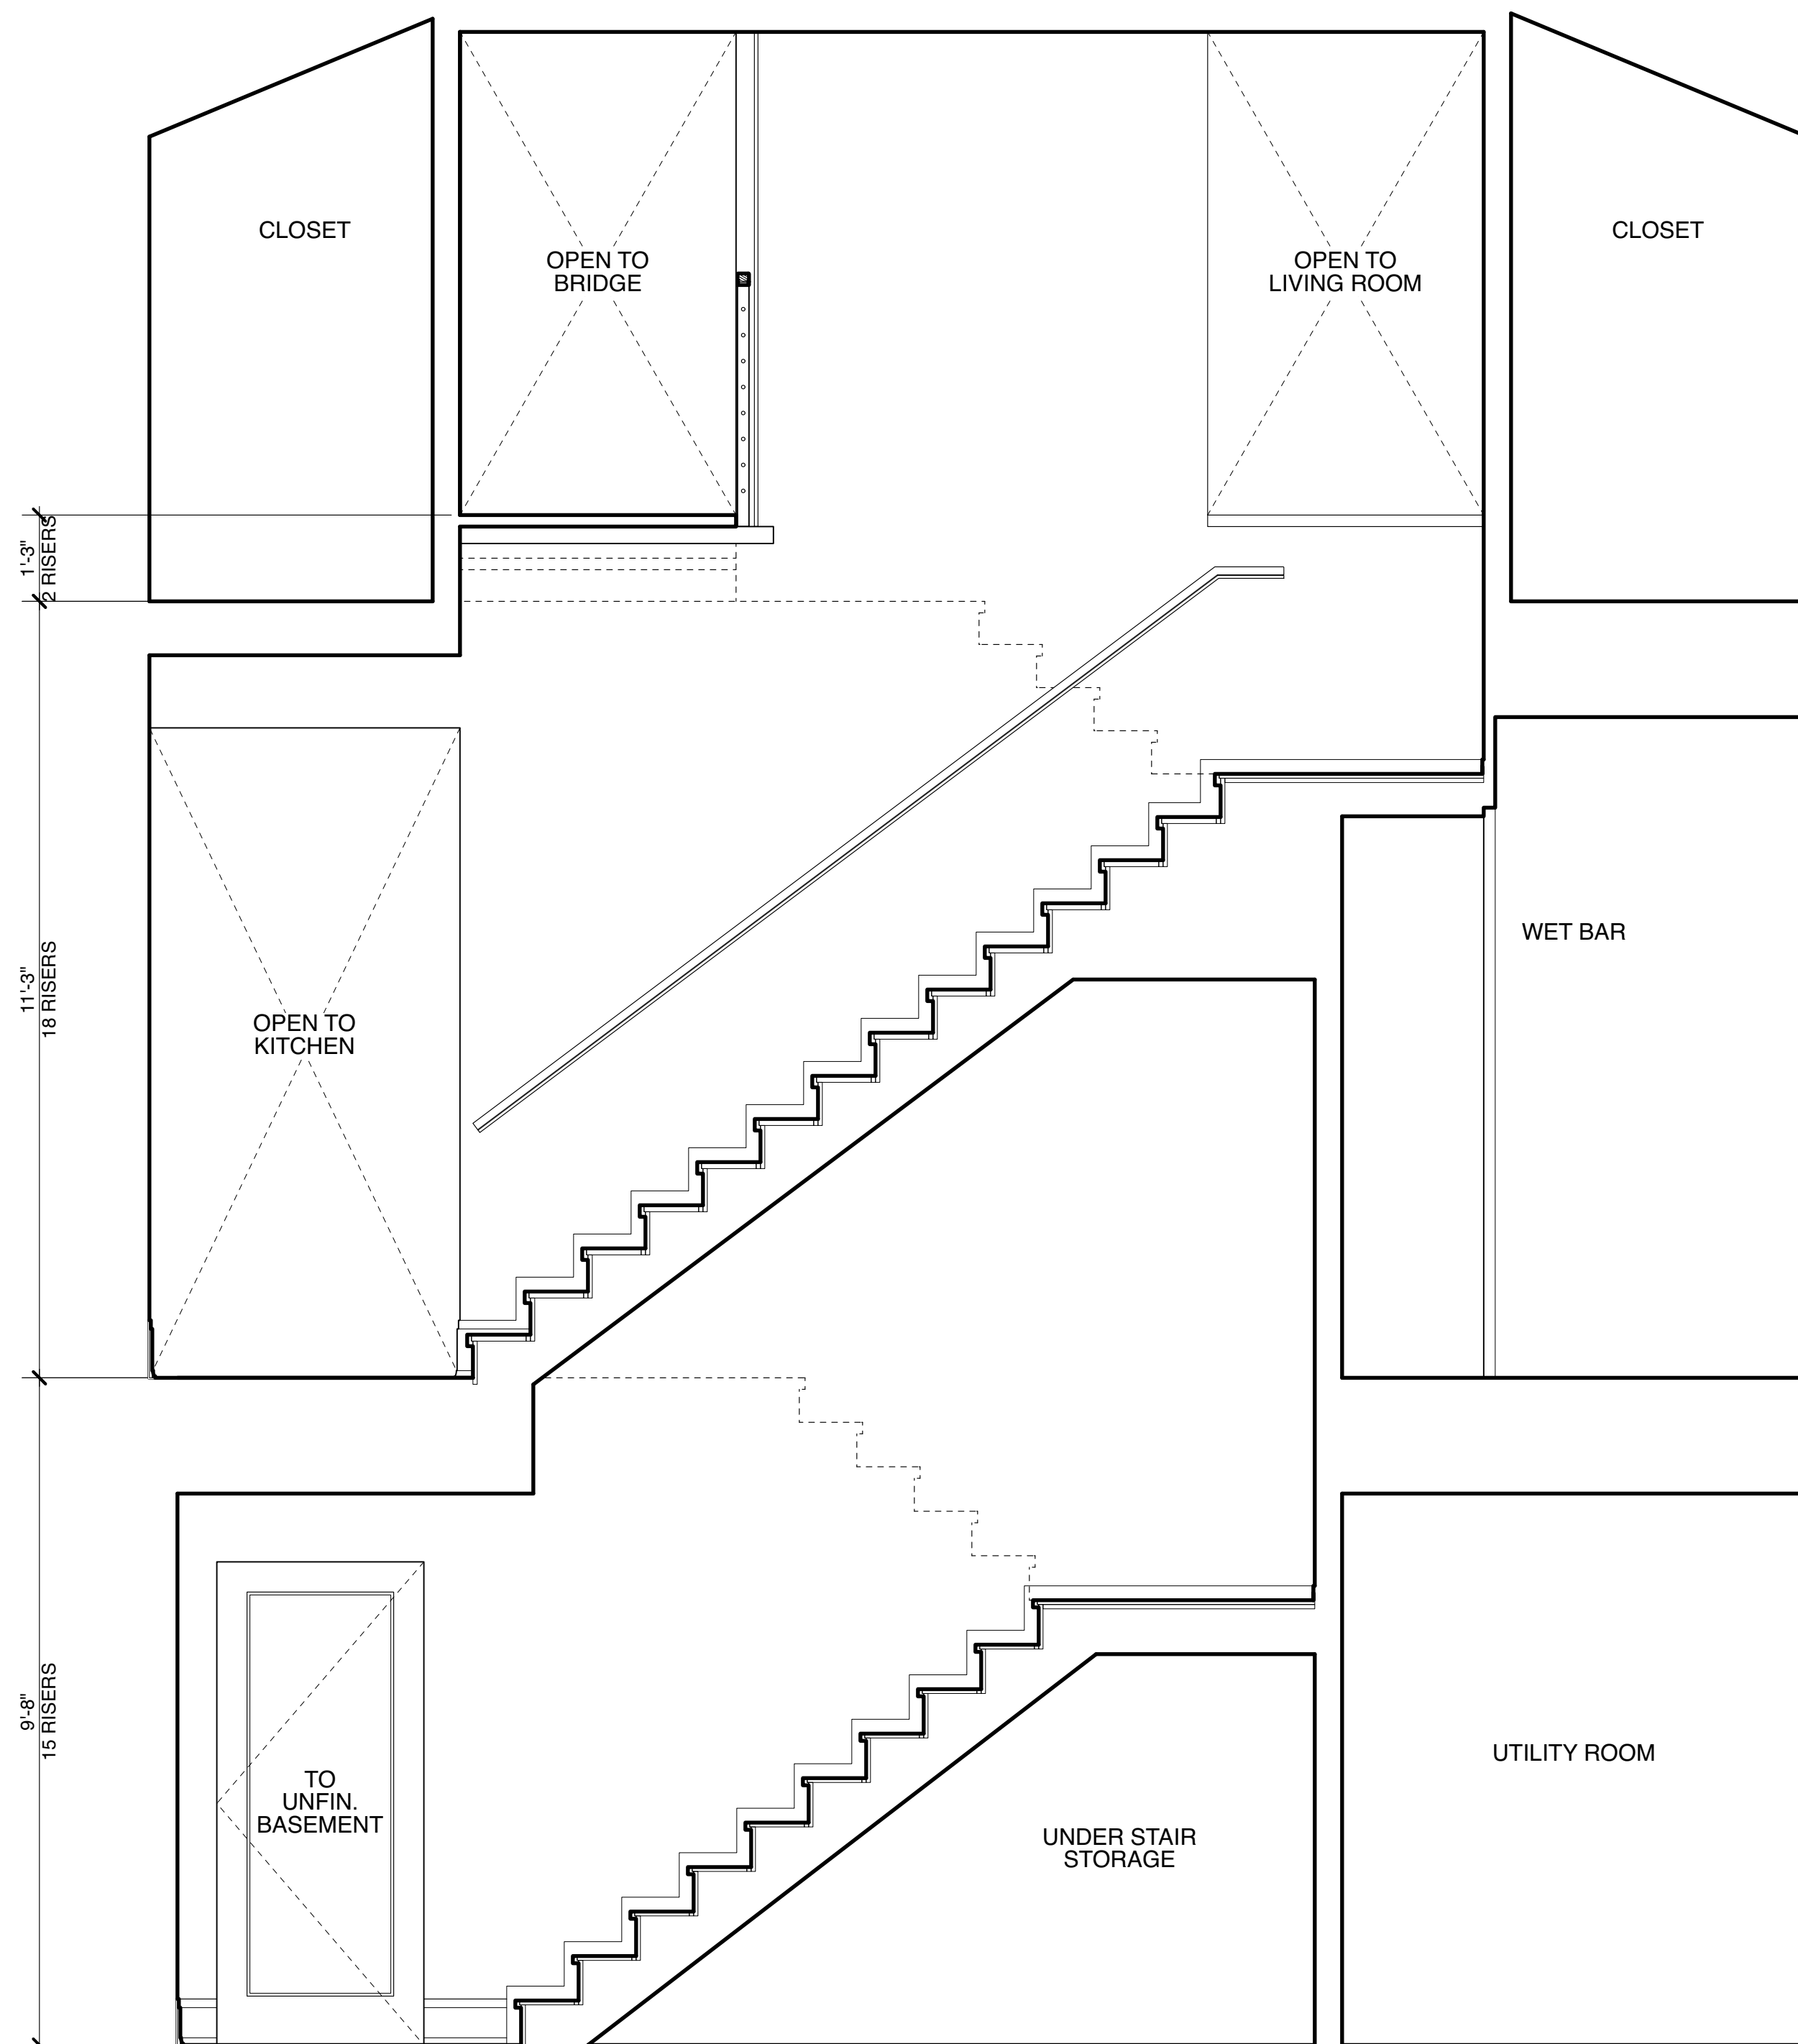 CLOSET
OPEN TO
BRIDGE
OPEN TO
LIVING ROOM
CLOSET
1'-3"
2 RISERS
WET BAR
11'-3"
18 RISERS
OPEN TO
KITCHEN
9'-8"
15 RISERS
TO
UNFIN.
BASEMENT
UTILITY ROOM
UNDER STAIR
STORAGE